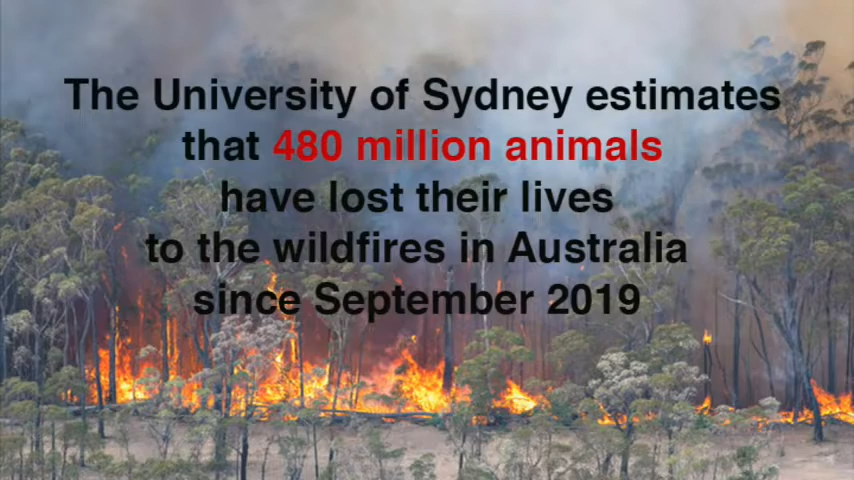 The University of Sydney estimates
that 480 million animals
have lost their lives
to the wildfires in Australia
since September 2019